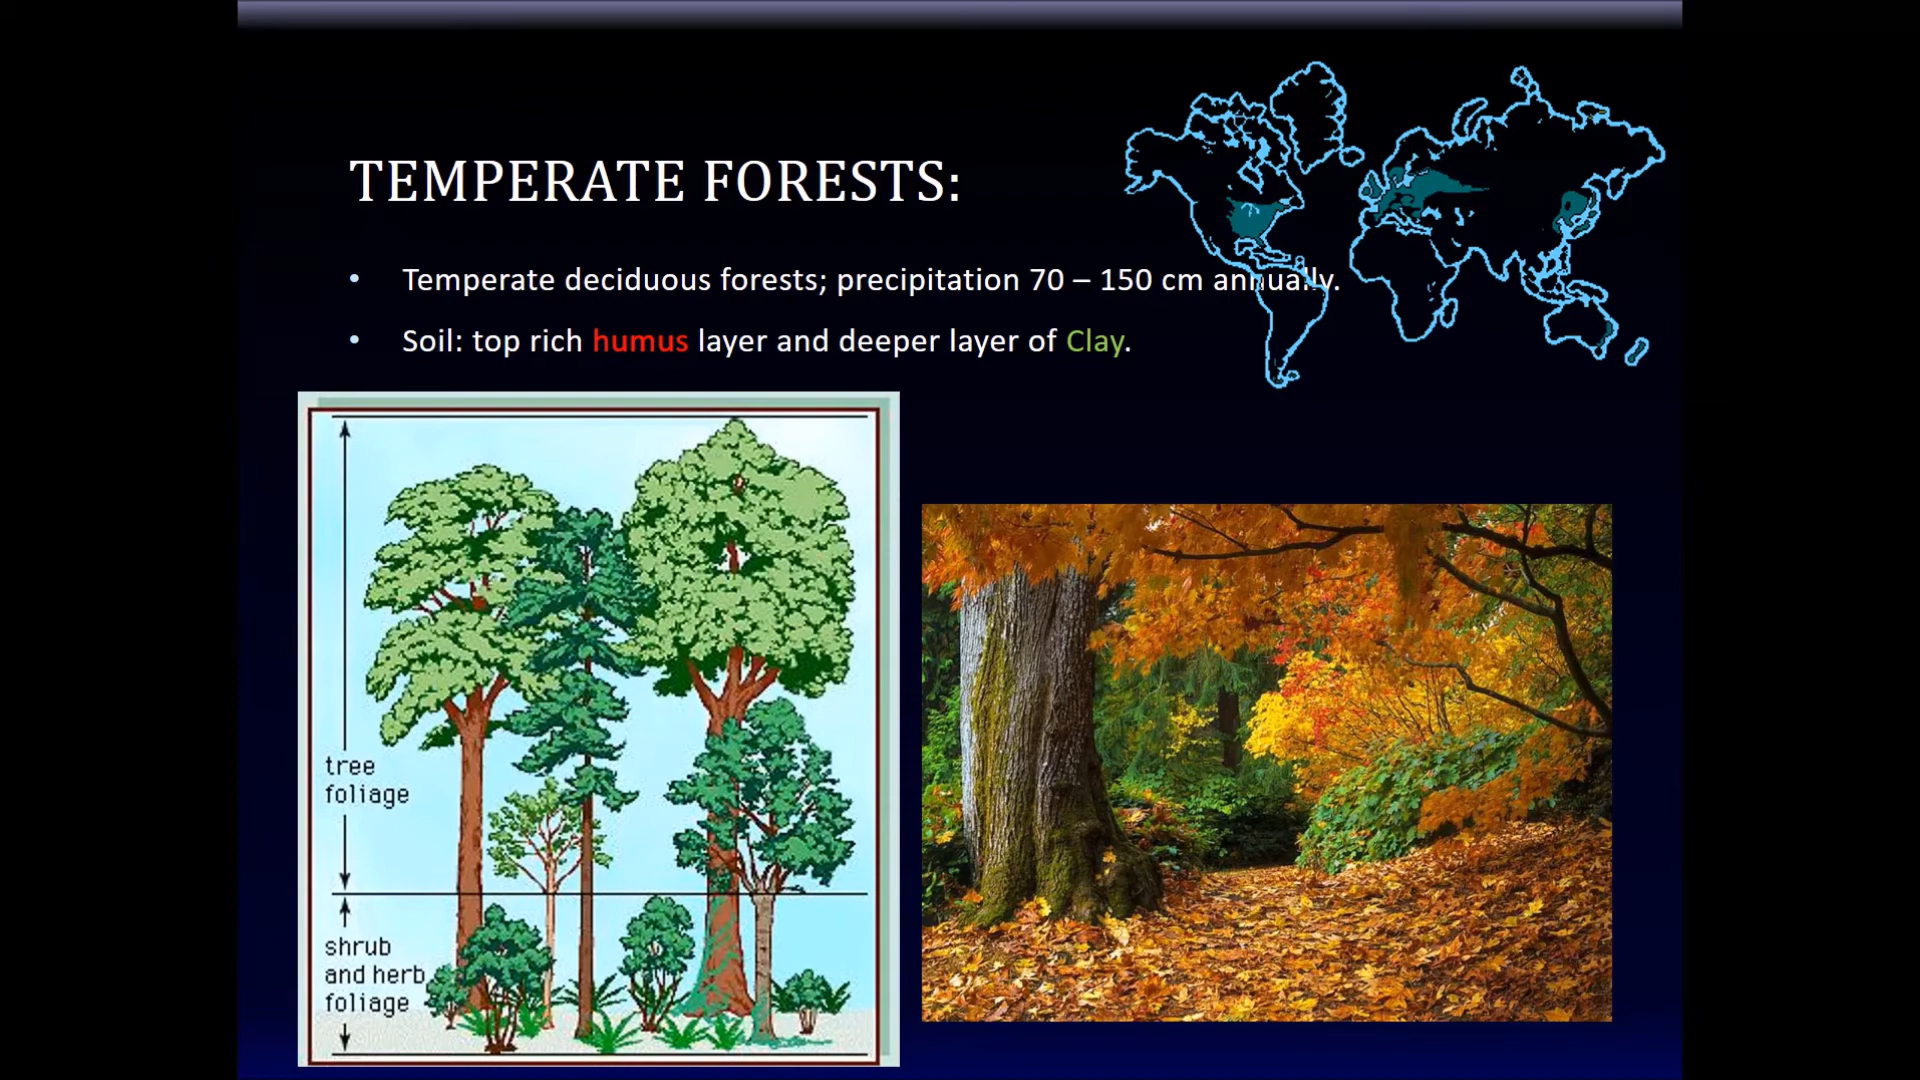 TEMPERATE FORESTS:
• Temperate deciduous forests; precipitation 70 – 150 cm annually.
• Soil: top rich humus layer and deeper layer of Clay.
tree
foliage
shrub
and herb
foliage